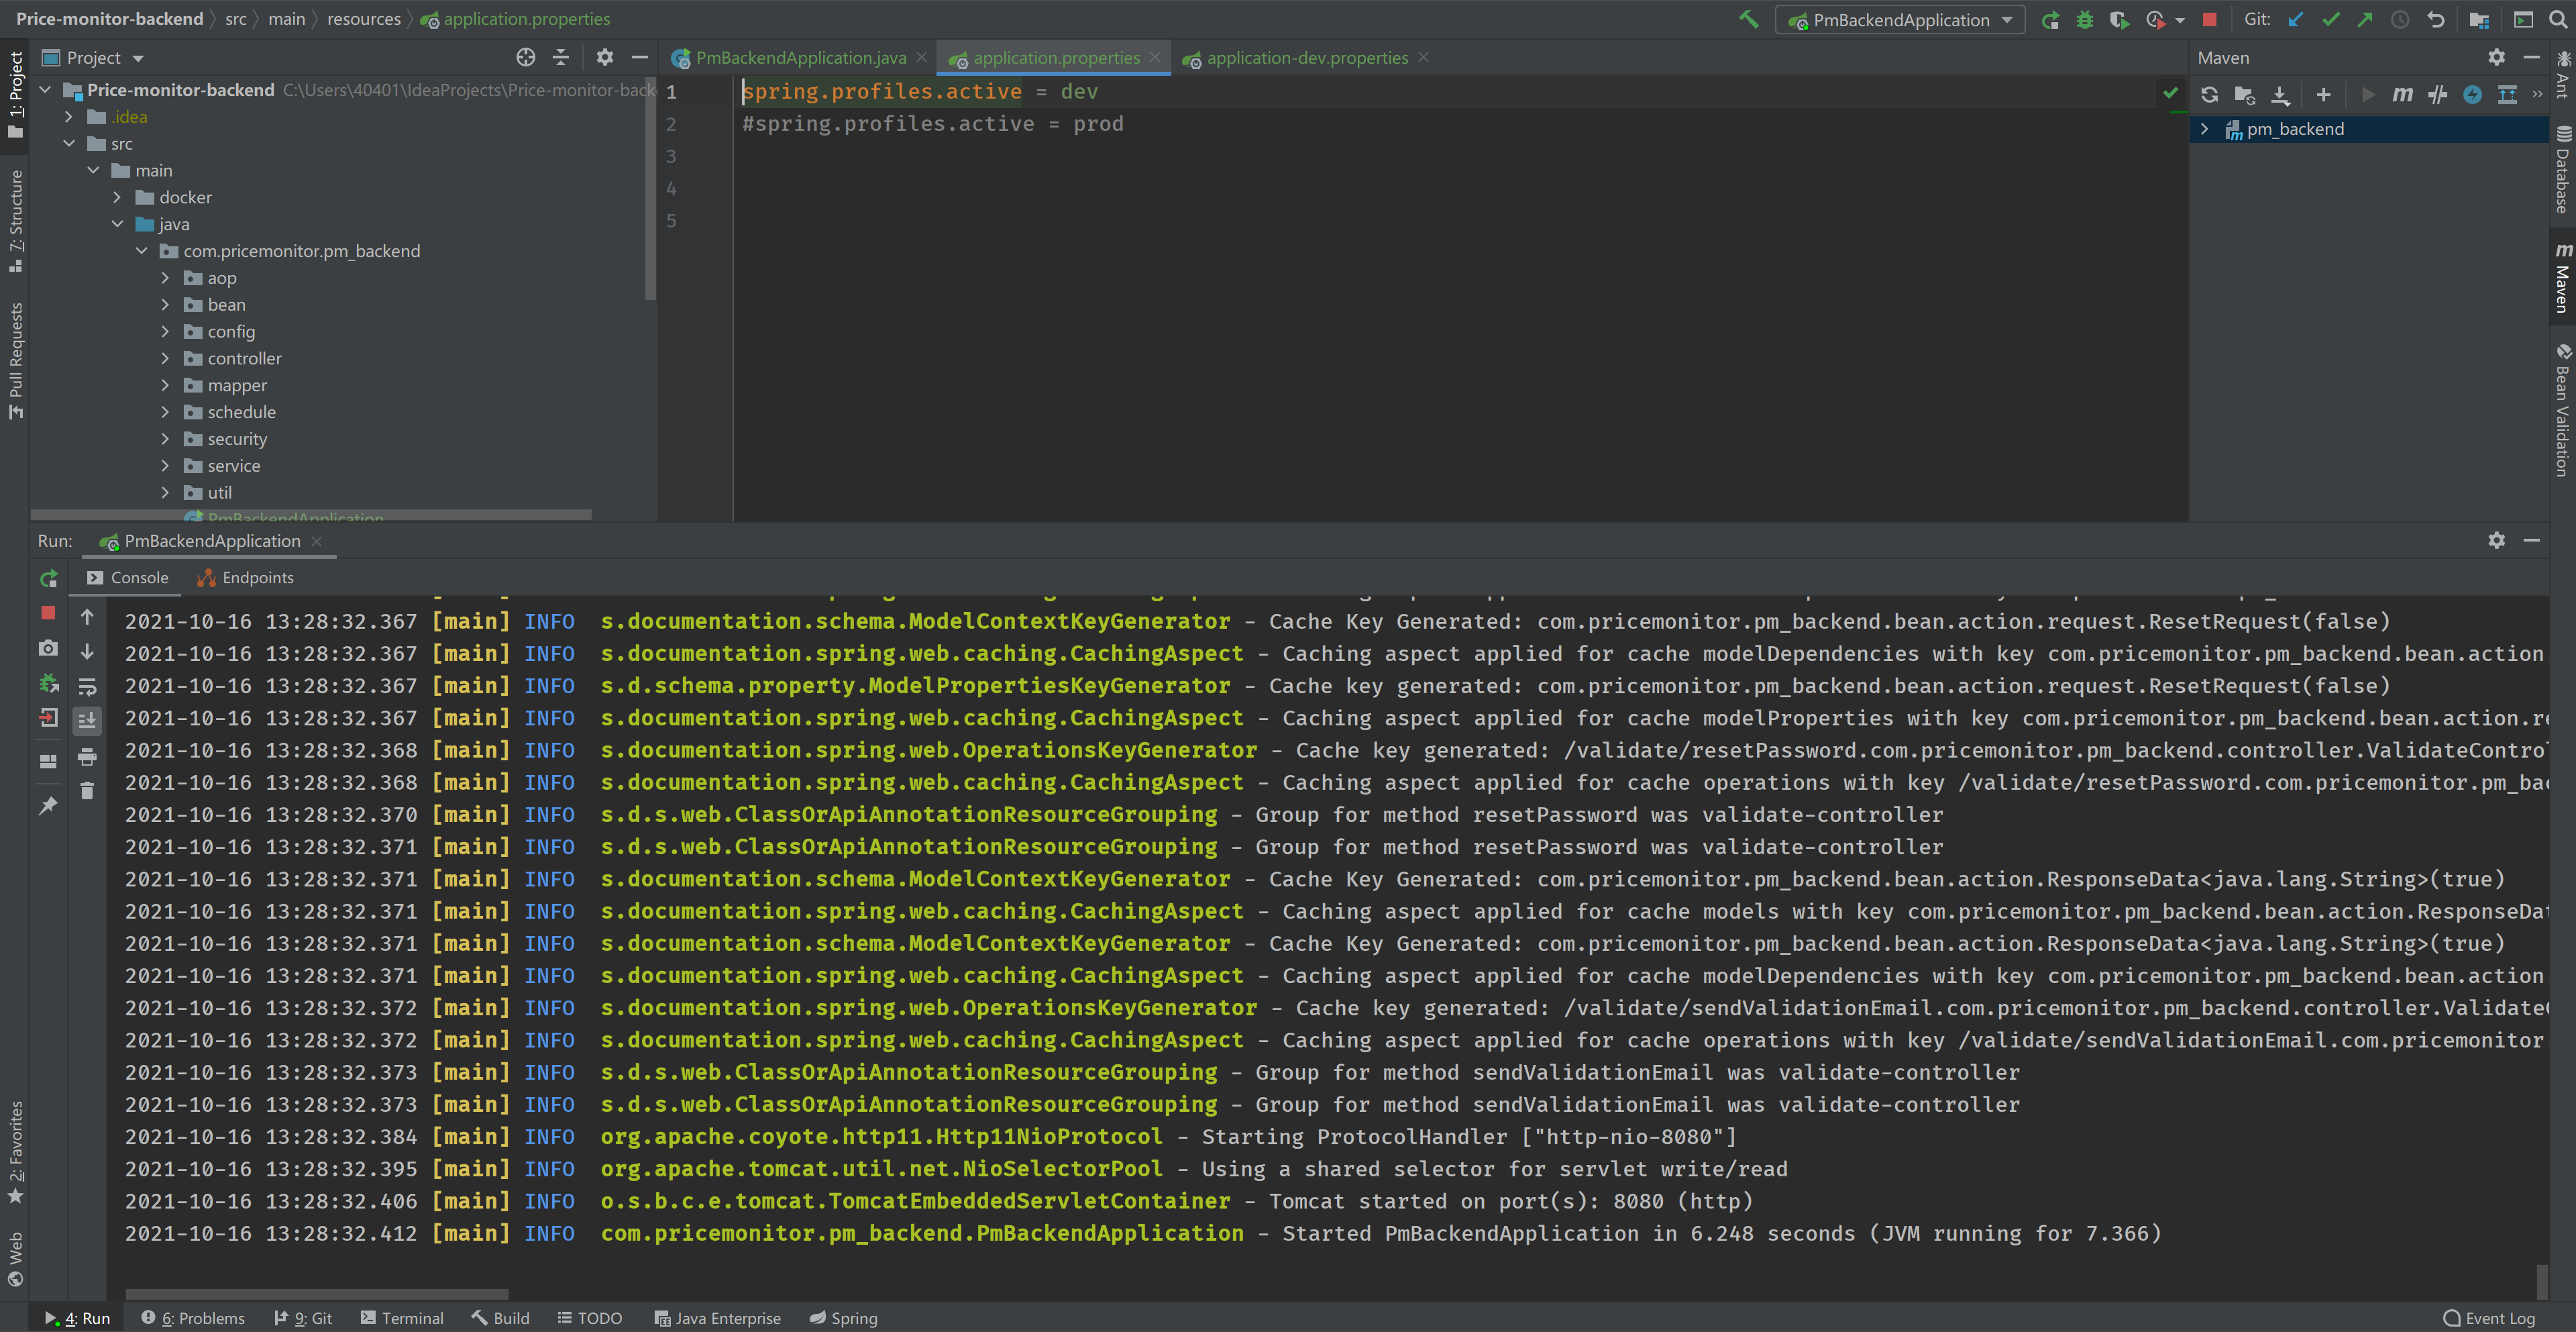 Price-monitor-backend src main resources application.properties
PmBackendApplication Git:
1: Project
7: Structure
Pull Requests
2: Favorites
Web
Project
Price-monitor-backend C:\Users\40401\IdeaProjects\Price-monitor-back
.idea
src
main
docker
java
com.pricemonitor.pm_backend
aop
bean
config
controller
mapper
schedule
security
service
util
PmBackendApplication
PmBackendApplication.java application.properties application-dev.properties
1 spring.profiles.active = dev
2 #spring.profiles.active = prod
3
4
5
Maven
pm_backend
Ant
Database
Maven
Bean Validation
Run: PmBackendApplication
Console Endpoints
2021-10-16 13:28:32.367 [main] INFO s.documentation.schema.ModelContextKeyGenerator - Cache Key Generated: com.pricemonitor.pm_backend.bean.action.request.ResetRequest(false)
2021-10-16 13:28:32.367 [main] INFO s.documentation.spring.web.caching.CachingAspect - Caching aspect applied for cache modelDependencies with key com.pricemonitor.pm_backend.bean.action.
2021-10-16 13:28:32.367 [main] INFO s.d.schema.property.ModelPropertiesKeyGenerator - Cache key generated: com.pricemonitor.pm_backend.bean.action.request.ResetRequest(false)
2021-10-16 13:28:32.367 [main] INFO s.documentation.spring.web.caching.CachingAspect - Caching aspect applied for cache modelProperties with key com.pricemonitor.pm_backend.bean.action.re
2021-10-16 13:28:32.368 [main] INFO s.documentation.spring.web.OperationsKeyGenerator - Cache key generated: /validate/resetPassword.com.pricemonitor.pm_backend.controller.ValidateControl
2021-10-16 13:28:32.368 [main] INFO s.documentation.spring.web.caching.CachingAspect - Caching aspect applied for cache operations with key /validate/resetPassword.com.pricemonitor.pm_bac
2021-10-16 13:28:32.370 [main] INFO s.d.s.web.ClassOrApiAnnotationResourceGrouping - Group for method resetPassword was validate-controller
2021-10-16 13:28:32.371 [main] INFO s.d.s.web.ClassOrApiAnnotationResourceGrouping - Group for method resetPassword was validate-controller
2021-10-16 13:28:32.371 [main] INFO s.documentation.schema.ModelContextKeyGenerator - Cache Key Generated: com.pricemonitor.pm_backend.bean.action.ResponseData<java.lang.String>(true)
2021-10-16 13:28:32.371 [main] INFO s.documentation.spring.web.caching.CachingAspect - Caching aspect applied for cache models with key com.pricemonitor.pm_backend.bean.action.ResponseDat
2021-10-16 13:28:32.371 [main] INFO s.documentation.schema.ModelContextKeyGenerator - Cache Key Generated: com.pricemonitor.pm_backend.bean.action.ResponseData<java.lang.String>(true)
2021-10-16 13:28:32.371 [main] INFO s.documentation.spring.web.caching.CachingAspect - Caching aspect applied for cache modelDependencies with key com.pricemonitor.pm_backend.bean.action.
2021-10-16 13:28:32.372 [main] INFO s.documentation.spring.web.OperationsKeyGenerator - Cache key generated: /validate/sendValidationEmail.com.pricemonitor.pm_backend.controller.Validate
2021-10-16 13:28:32.372 [main] INFO s.documentation.spring.web.caching.CachingAspect - Caching aspect applied for cache operations with key /validate/sendValidationEmail.com.pricemonitor.
2021-10-16 13:28:32.373 [main] INFO s.d.s.web.ClassOrApiAnnotationResourceGrouping - Group for method sendValidationEmail was validate-controller
2021-10-16 13:28:32.373 [main] INFO s.d.s.web.ClassOrApiAnnotationResourceGrouping - Group for method sendValidationEmail was validate-controller
2021-10-16 13:28:32.384 [main] INFO org.apache.coyote.http11.Http11NioProtocol - Starting ProtocolHandler ["http-nio-8080"]
2021-10-16 13:28:32.395 [main] INFO org.apache.tomcat.util.net.NioSelectorPool - Using a shared selector for servlet write/read
2021-10-16 13:28:32.406 [main] INFO o.s.b.c.e.tomcat.TomcatEmbeddedServletContainer - Tomcat started on port(s): 8080 (http)
2021-10-16 13:28:32.412 [main] INFO com.pricemonitor.pm_backend.PmBackendApplication - Started PmBackendApplication in 6.248 seconds (JVM running for 7.366)
4: Run 6: Problems 9: Git Terminal Build TODO Java Enterprise Spring Event Log